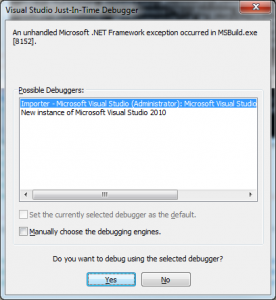 Visual Studio Just-In-Time Debugger
An unhandled Microsoft .NET Framework exception occurred in MSBuild.exe
[8152].
Possible Debuggers:
Importer - Microsoft Visual Studio (Administrator): Microsoft Visual
New instance of Microsoft Visual Studio 2010
Set the currently selected debugger as the default.
Manually choose the debugging engines.
Do you want to debug using the selected debugger?
Yes
No